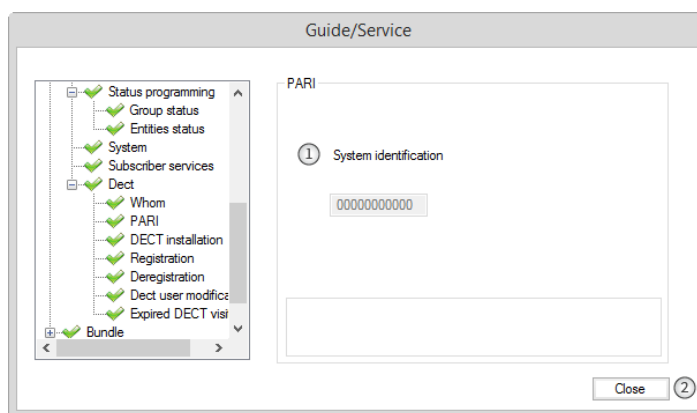 Guide/Service
Status programming
Group status
Entities status
System
Subscriber services
Dect
Whom
PARI
DECT installation
Registration
Deregistration
Dect user modifica
Expired DECT visi
Bundle
PARI
1 System identification
00000000000
Close 2